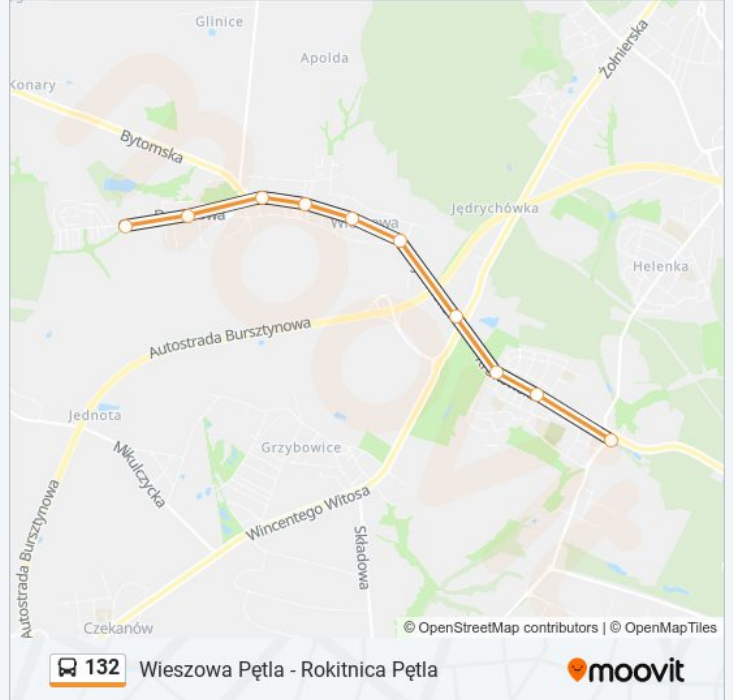 Glinice
Apolda
Żołnierska
Konary
Bytomska
Jędrychówka
Helenka
Autostrada Bursztynowa
Jednota
Mikulczycka
Grzybowice
Wincentego Witosa
Składowa
Autostrada Bursztynowa
Czekanów
© OpenStreetMap contributors | © OpenMapTiles
132 Wieszowa Pętla - Rokitnica Pętla
moovit